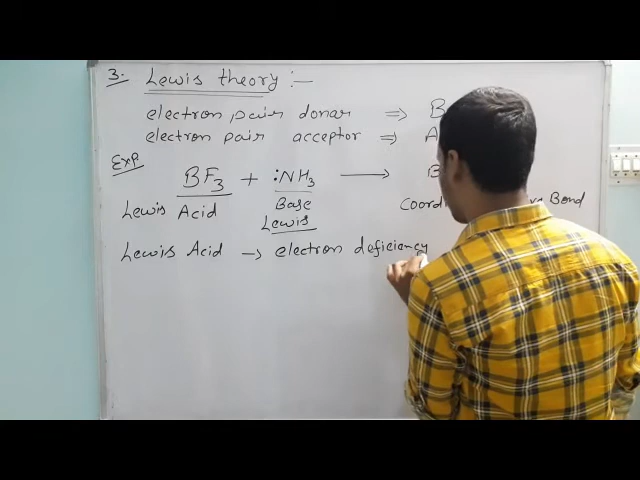 3. Lewis theory :-
electron pair donar ⇒ B
electron pair acceptor ⇒ A
Exp
BF3 + :NH3 ⟶ B
Lewis Acid Base Bond
Lewis
Lewis Acid → electron deficiency